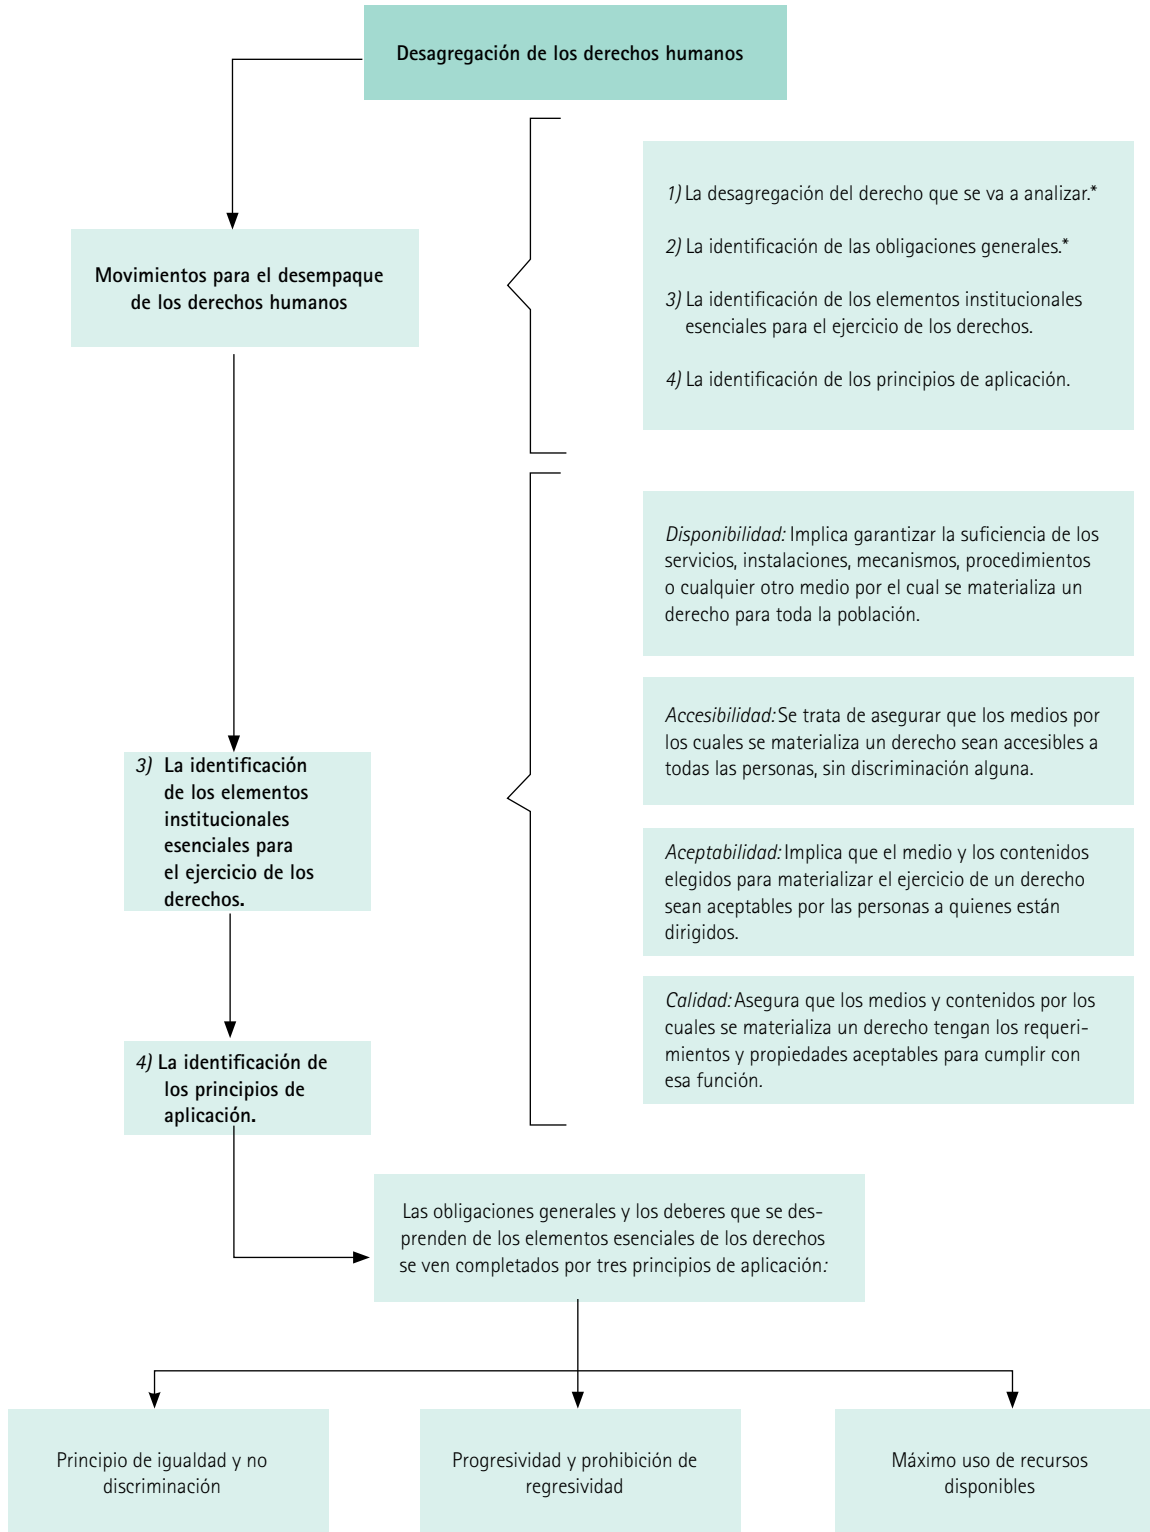 Desagregación de los derechos humanos
Movimientos para el desempaque
de los derechos humanos
1) La desagregación del derecho que se va a analizar.*
2) La identificación de las obligaciones generales.*
3) La identificación de los elementos institucionales
esenciales para el ejercicio de los derechos.
4) La identificación de los principios de aplicación.
3) La identificación
de los elementos
institucionales
esenciales para
el ejercicio de los
derechos.
Disponibilidad: Implica garantizar la suficiencia de los
servicios, instalaciones, mecanismos, procedimientos
o cualquier otro medio por el cual se materializa un
derecho para toda la población.
Accesibilidad: Se trata de asegurar que los medios por
los cuales se materializa un derecho sean accesibles a
todas las personas, sin discriminación alguna.
Aceptabilidad: Implica que el medio y los contenidos
elegidos para materializar el ejercicio de un derecho
sean aceptables por las personas a quienes están
dirigidos.
Calidad: Asegura que los medios y contenidos por los
cuales se materializa un derecho tengan los requeri-
mientos y propiedades aceptables para cumplir con
esa función.
4) La identificación de
los principios de
aplicación.
Las obligaciones generales y los deberes que se des-
prenden de los elementos esenciales de los derechos
se ven completados por tres principios de aplicación:
Principio de igualdad y no
discriminación
Progresividad y prohibición de
regresividad
Máximo uso de recursos
disponibles